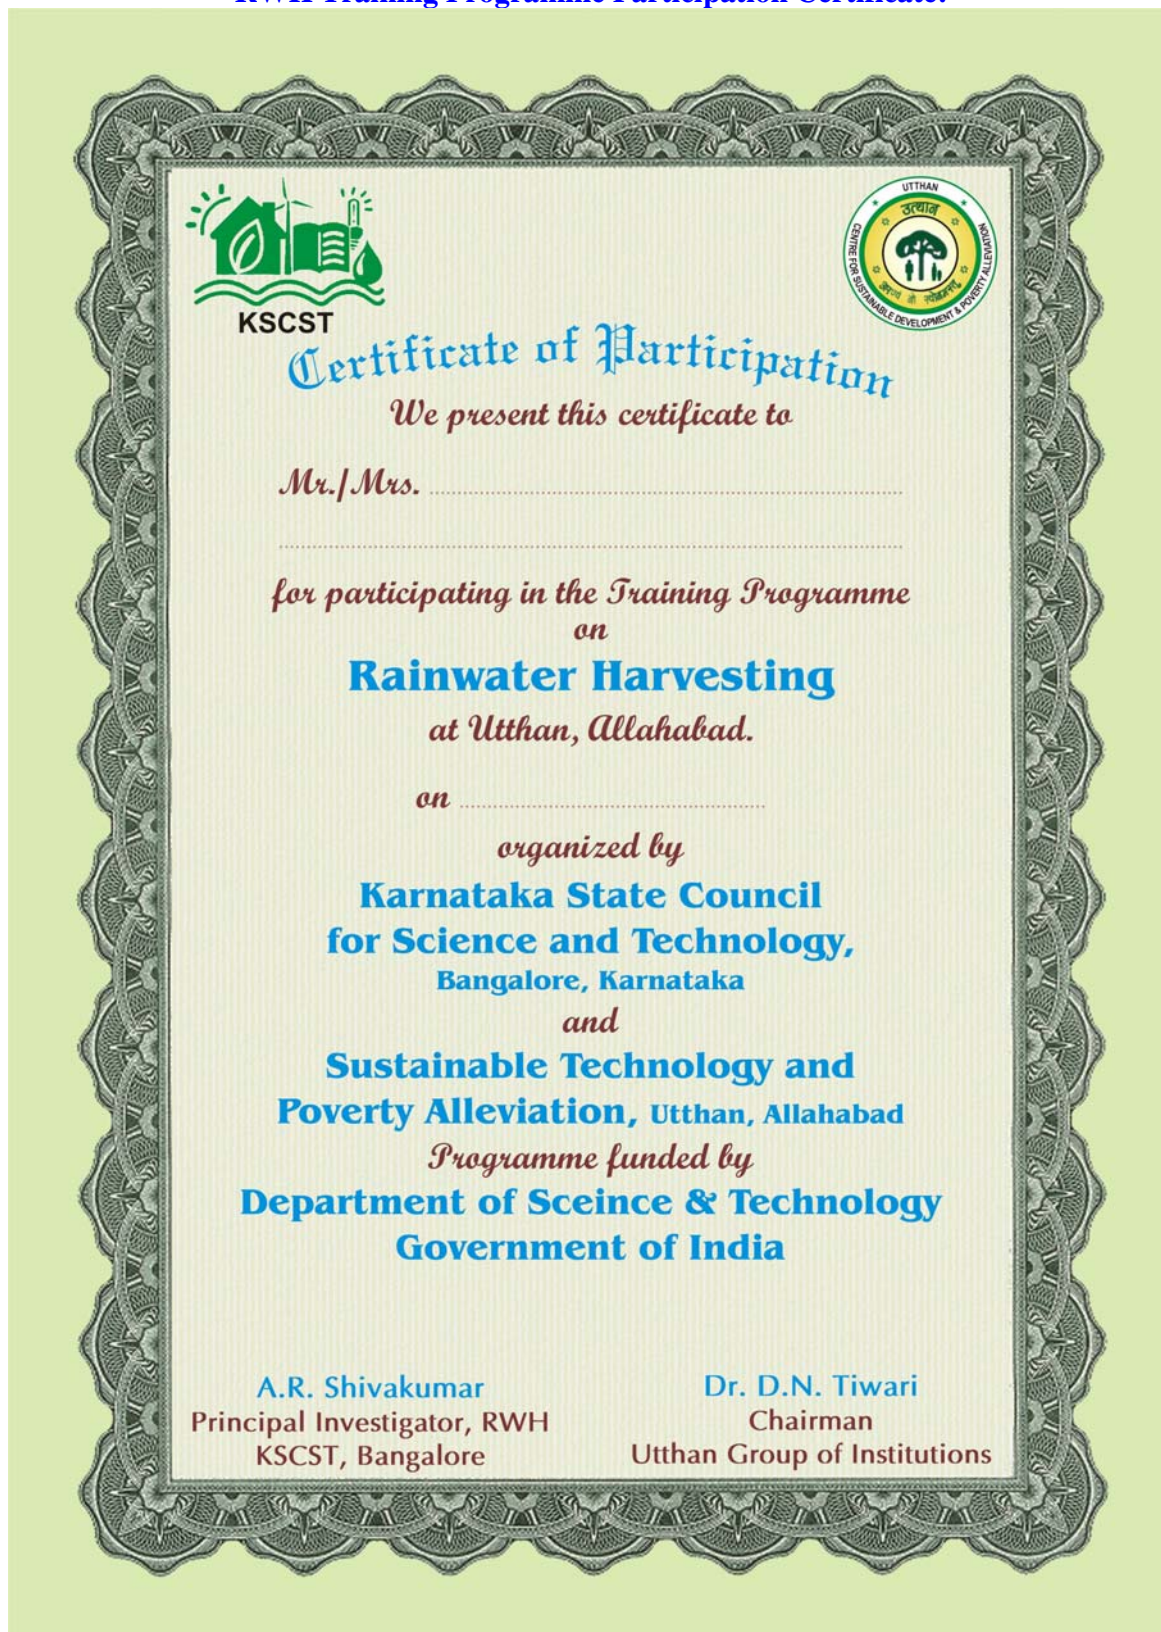 RWH Training Programme Participation Certificate.
KSCST
UTTHAN
उत्थान
CENTRE FOR SUSTAINABLE DEVELOPMENT & POVERTY ALLEVIATION
Certificate of Participation
We present this certificate to
Mr./Mrs. ........................................
........................................
for participating in the Training Programme
on
Rainwater Harvesting
at Utthan, Allahabad.
on ........................................
organized by
Karnataka State Council
for Science and Technology,
Bangalore, Karnataka
and
Sustainable Technology and
Poverty Alleviation, Utthan, Allahabad
Programme funded by
Department of Sceince & Technology
Government of India
A.R. Shivakumar
Principal Investigator, RWH
KSCST, Bangalore
Dr. D.N. Tiwari
Chairman
Utthan Group of Institutions